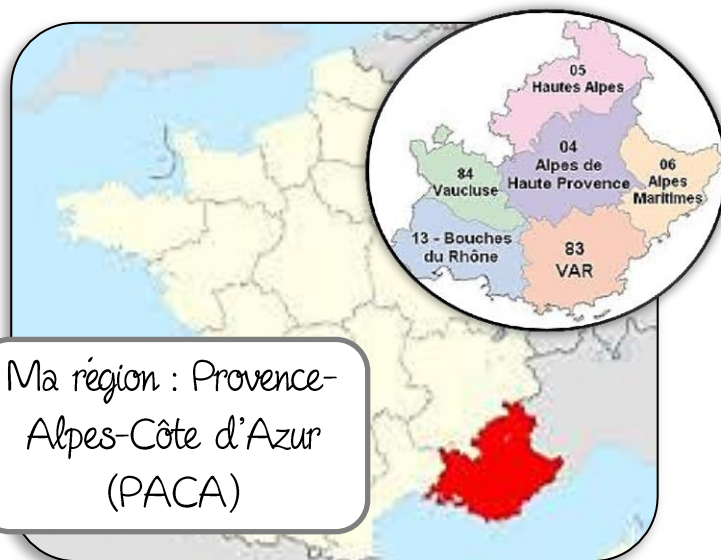 05
Hautes Alpes
04
Alpes de
Haute Provence
06
Alpes
Maritimes
84
Vaucluse
13 - Bouches
du Rhône
83
VAR
Ma région : Provence-
Alpes-Côte d'Azur
(PACA)